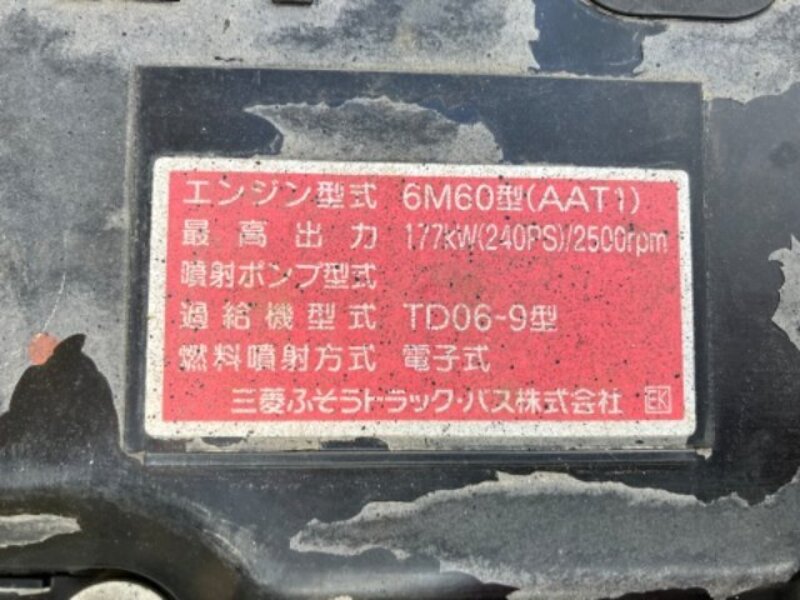 エンジン型式 6M60型(AAT1)
最高出力 177kW(240PS)/2500rpm
噴射ポンプ型式
過給機型式 TD06-9型
燃料噴射方式 電子式
三菱ふそうトラック・バス株式会社 EK